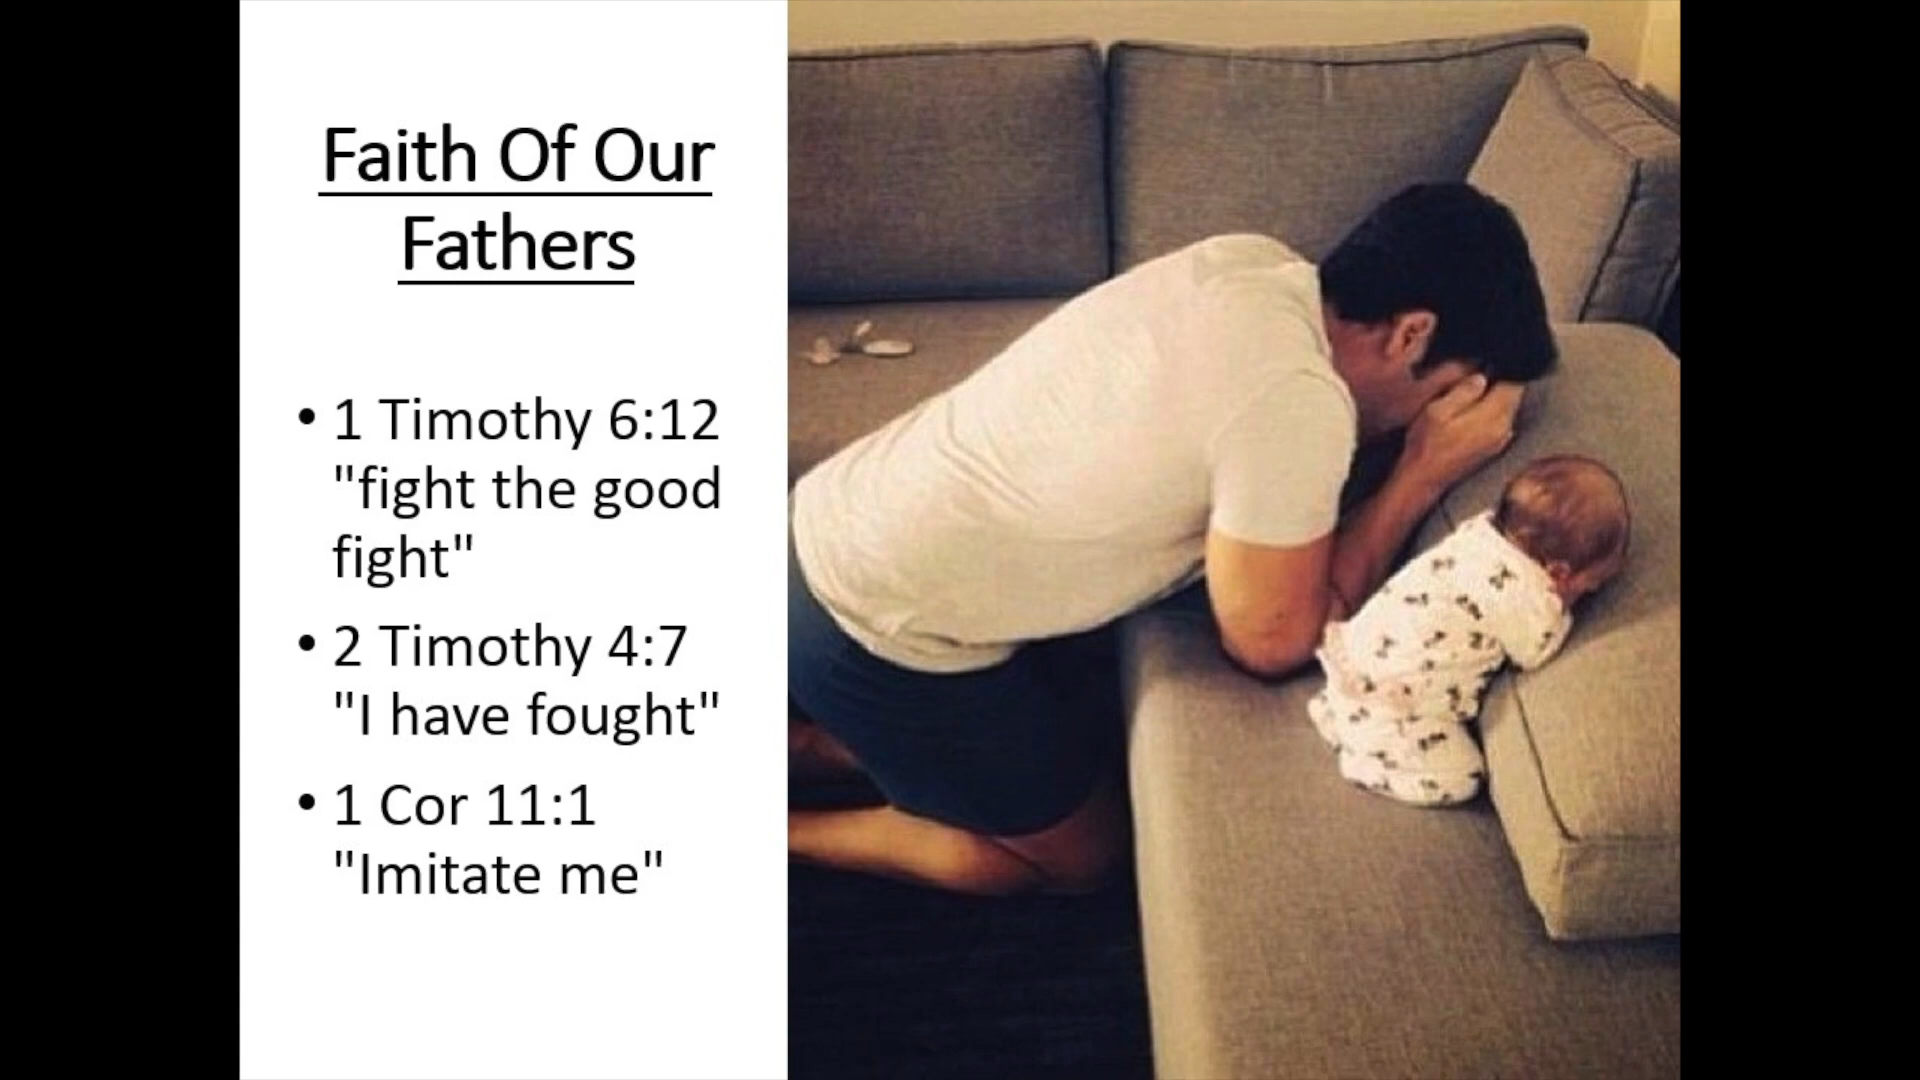 Faith Of Our
Fathers
• 1 Timothy 6:12
"fight the good
fight"
• 2 Timothy 4:7
"I have fought"
• 1 Cor 11:1
"Imitate me"